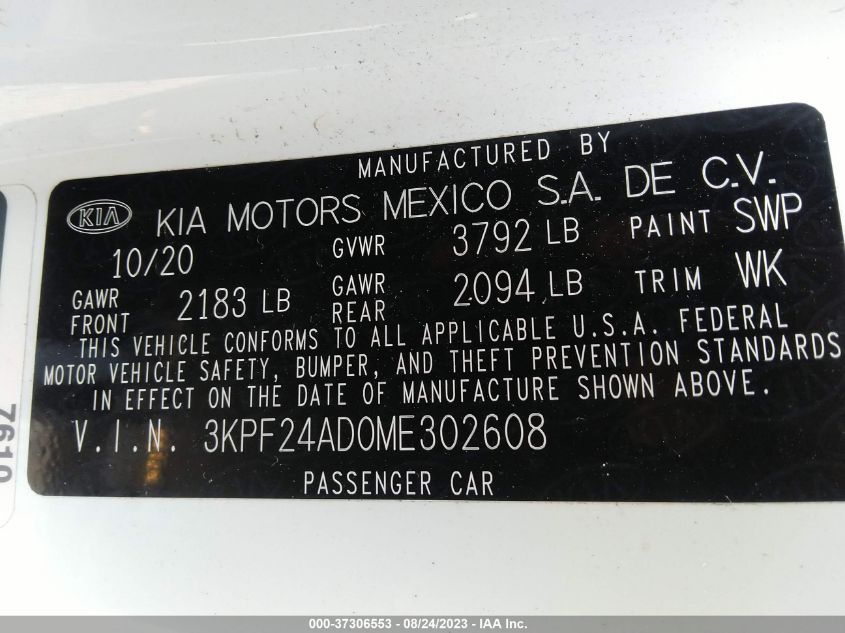 MANUFACTURED BY
KIA KIA MOTORS MEXICO S.A. DE C.V.
10/20 GVWR 3792 LB PAINT SWP
GAWR FRONT 2183 LB GAWR REAR 2094 LB TRIM WK
THIS VEHICLE CONFORMS TO ALL APPLICABLE U.S.A. FEDERAL
MOTOR VEHICLE SAFETY, BUMPER, AND THEFT PREVENTION STANDARDS
IN EFFECT ON THE DATE OF MANUFACTURE SHOWN ABOVE.
V.I.N. 3KPF24AD0ME302608
PASSENGER CAR
7610
000-37306553 - 08/24/2023 - IAA Inc.